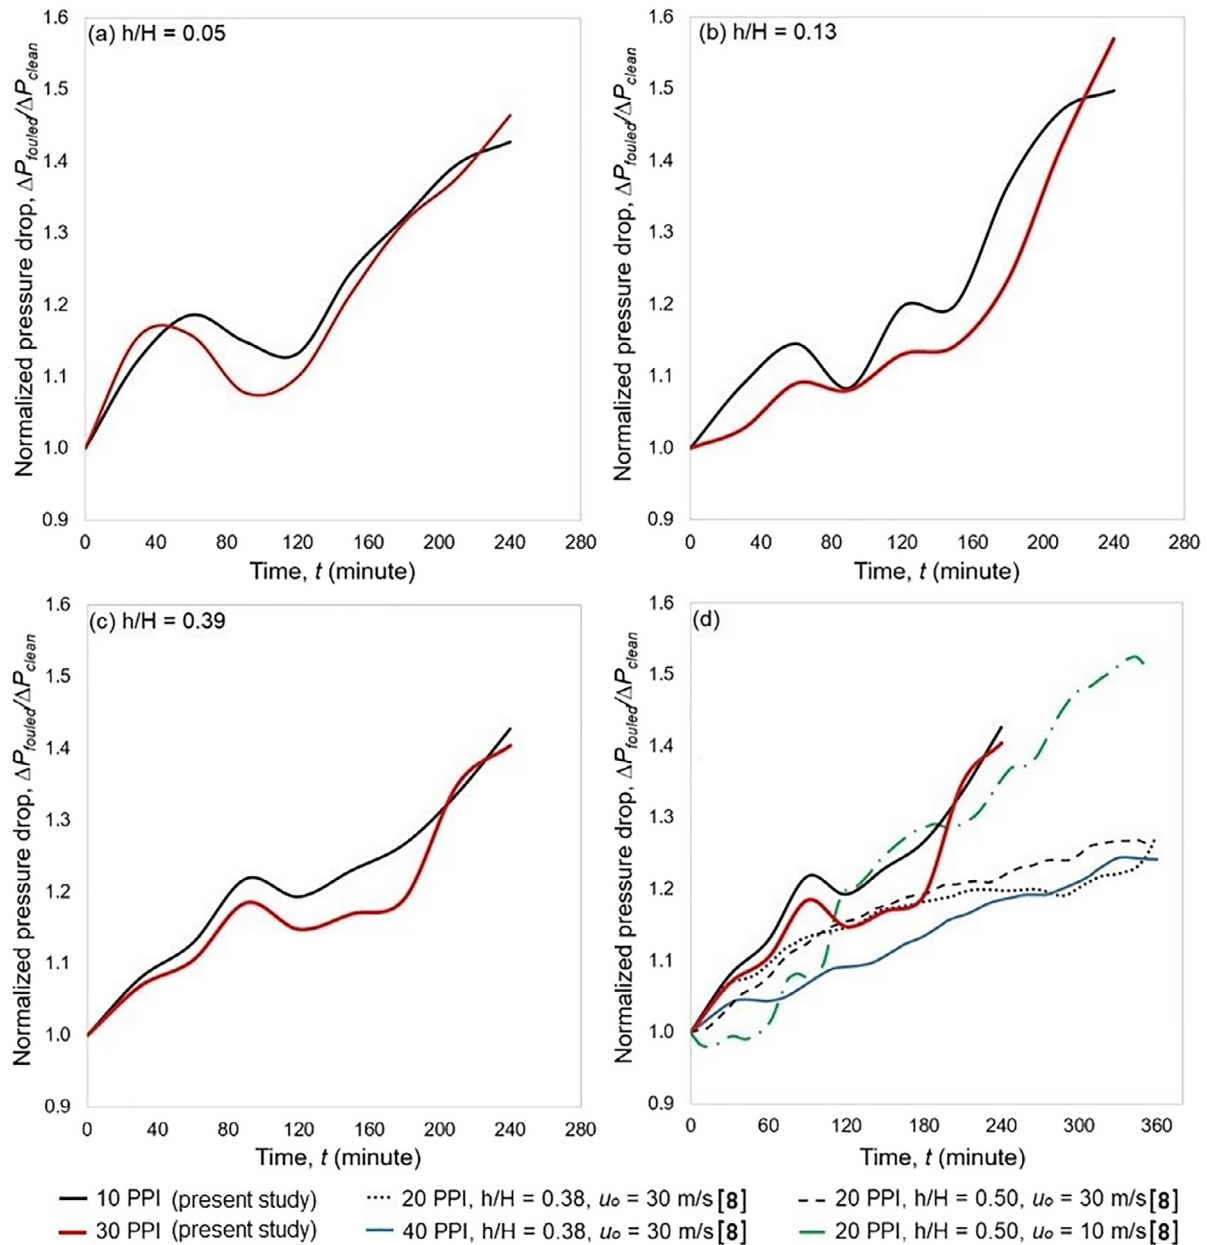 (a) h/H = 0.05
Normalized pressure drop, ΔP_fouled/ΔP_clean
1.6
1.5
1.4
1.3
1.2
1.1
1.0
0.9
0 40 80 120 160 200 240 280
Time, t (minute)
(b) h/H = 0.13
Normalized pressure drop, ΔP_fouled/ΔP_clean
1.6
1.5
1.4
1.3
1.2
1.1
1.0
0.9
0 40 80 120 160 200 240 280
Time, t (minute)
(c) h/H = 0.39
Normalized pressure drop, ΔP_fouled/ΔP_clean
1.6
1.5
1.4
1.3
1.2
1.1
1.0
0.9
0 40 80 120 160 200 240 280
Time, t (minute)
(d)
Normalized pressure drop, ΔP_fouled/ΔP_clean
1.6
1.5
1.4
1.3
1.2
1.1
1.0
0.9
0 60 120 180 240 300 360
Time, t (minute)
10 PPI (present study)
20 PPI, h/H = 0.38, uₒ = 30 m/s [8]
20 PPI, h/H = 0.50, uₒ = 30 m/s [8]
30 PPI (present study)
40 PPI, h/H = 0.38, uₒ = 30 m/s [8]
20 PPI, h/H = 0.50, uₒ = 10 m/s [8]